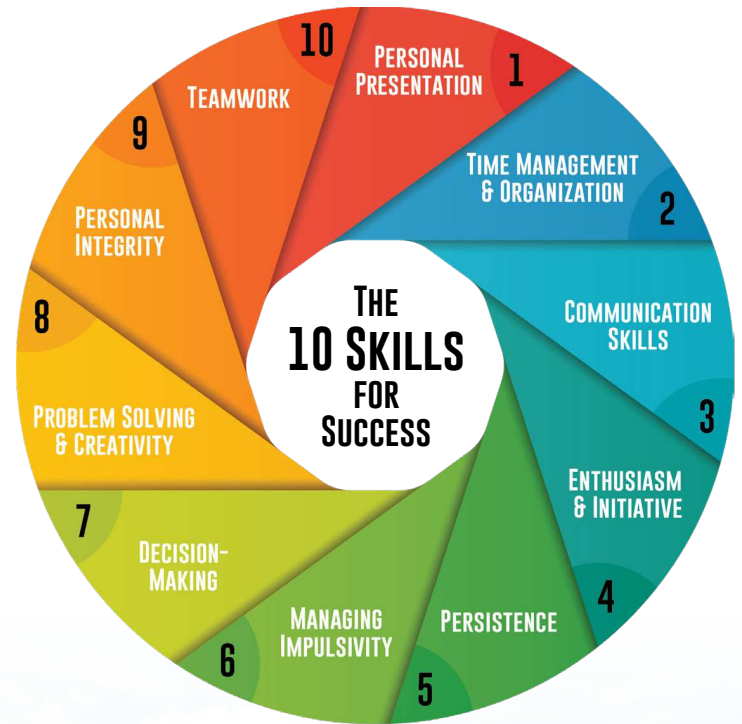 THE
10 SKILLS
FOR
SUCCESS
1
PERSONAL
PRESENTATION
2
TIME MANAGEMENT
& ORGANIZATION
3
COMMUNICATION
SKILLS
4
ENTHUSIASM
& INITIATIVE
5
PERSISTENCE
6
MANAGING
IMPULSIVITY
7
DECISION-
MAKING
8
PROBLEM SOLVING
& CREATIVITY
9
PERSONAL
INTEGRITY
10
TEAMWORK